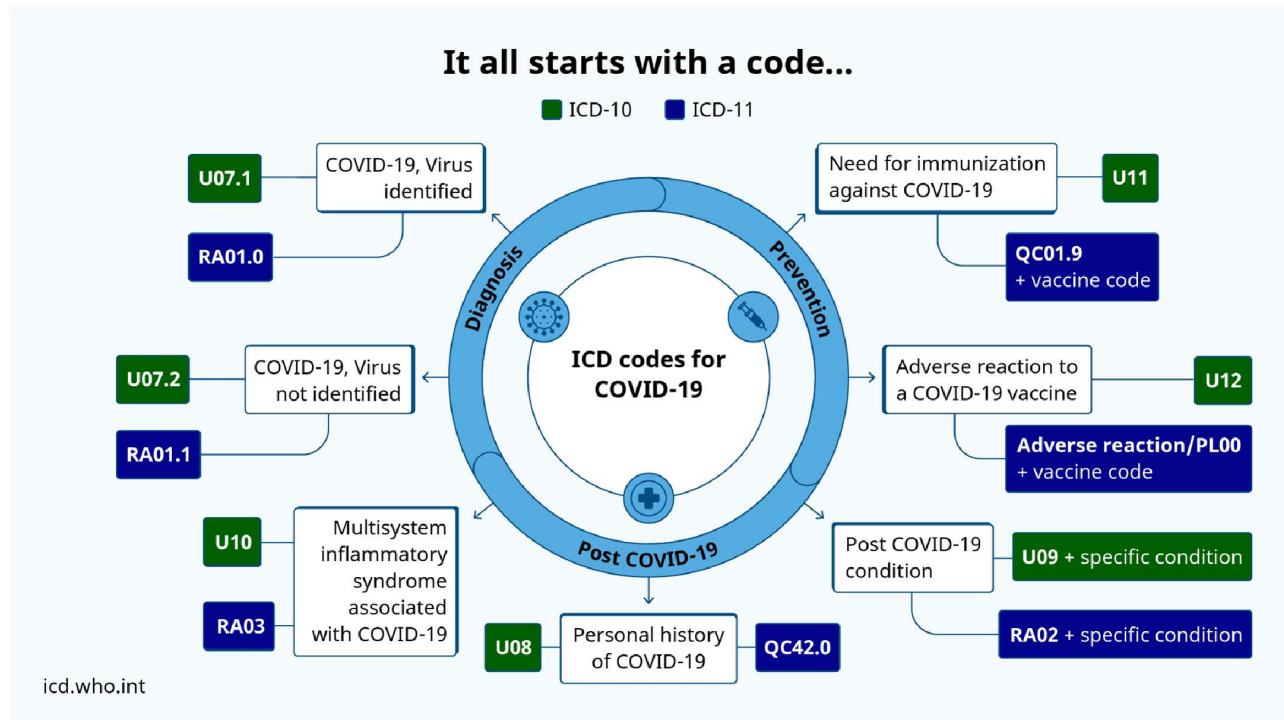 It all starts with a code...
ICD-10
ICD-11
U07.1
COVID-19, Virus
identified
RA01.0
Need for immunization
against COVID-19
U11
QC01.9
+ vaccine code
Diagnosis
Prevention
ICD codes for
COVID-19
U07.2
COVID-19, Virus
not identified
RA01.1
Adverse reaction to
a COVID-19 vaccine
U12
Adverse reaction/PL00
+ vaccine code
U10
Multisystem
inflammatory
syndrome
associated
with COVID-19
RA03
Post COVID-19
Post COVID-19
condition
U09 + specific condition
RA02 + specific condition
U08
Personal history
of COVID-19
QC42.0
icd.who.int